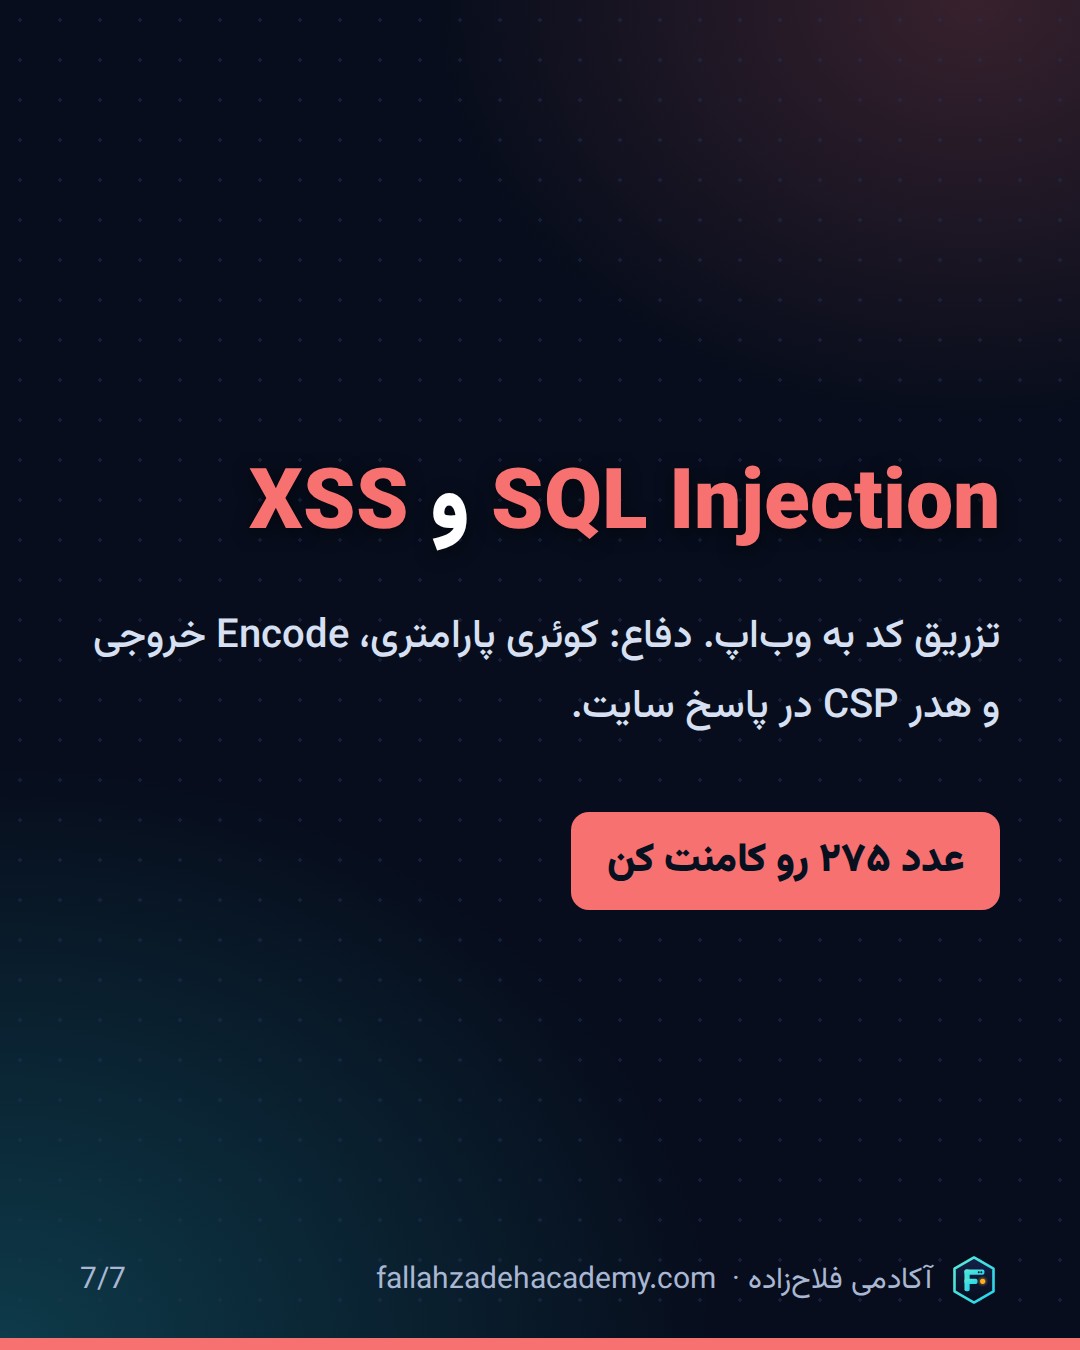 SQL Injection و XSS
تزریق کد به وب‌اپ. دفاع: کوئری پارامتری، Encode خروجی
و هدر CSP در پاسخ سایت.
عدد ۲۷۵ رو کامنت کن
آکادمی فلاح‌زاده · fallahzadehacademy.com
7/7